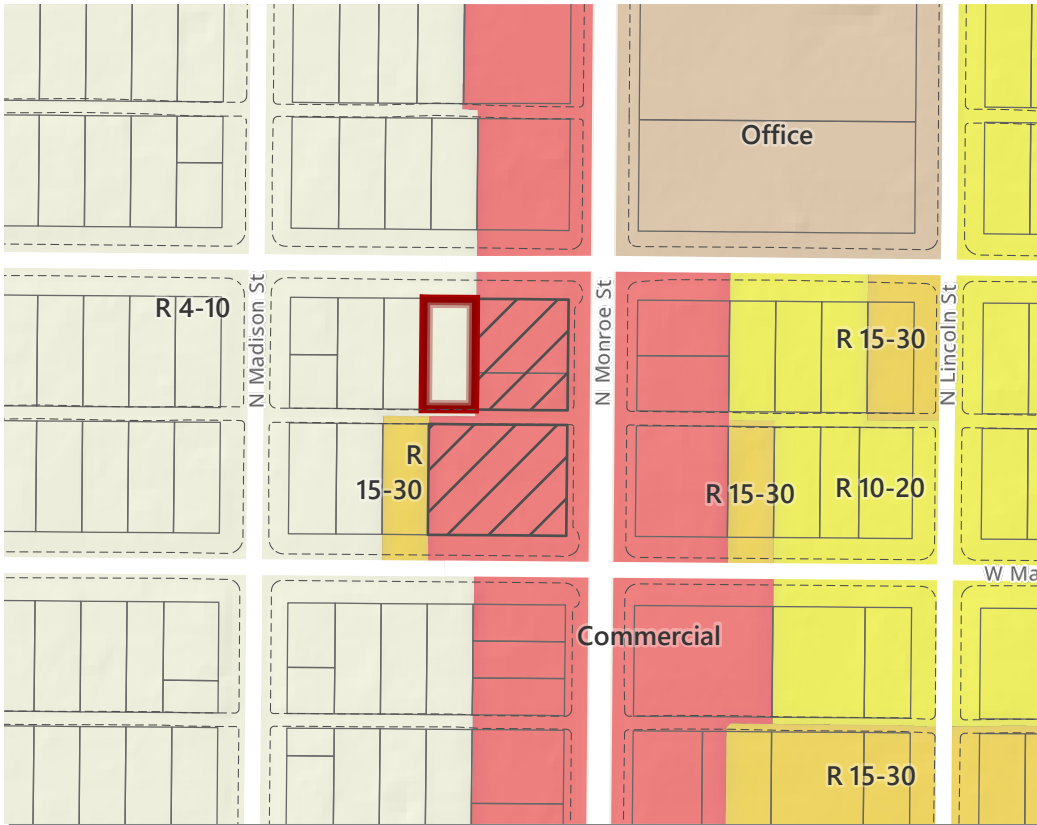 Office
R 4-10
N Madison St
N Monroe St
R 15-30
N Lincoln St
R
15-30
R 15-30
R 10-20
W Ma
Commercial
R 15-30